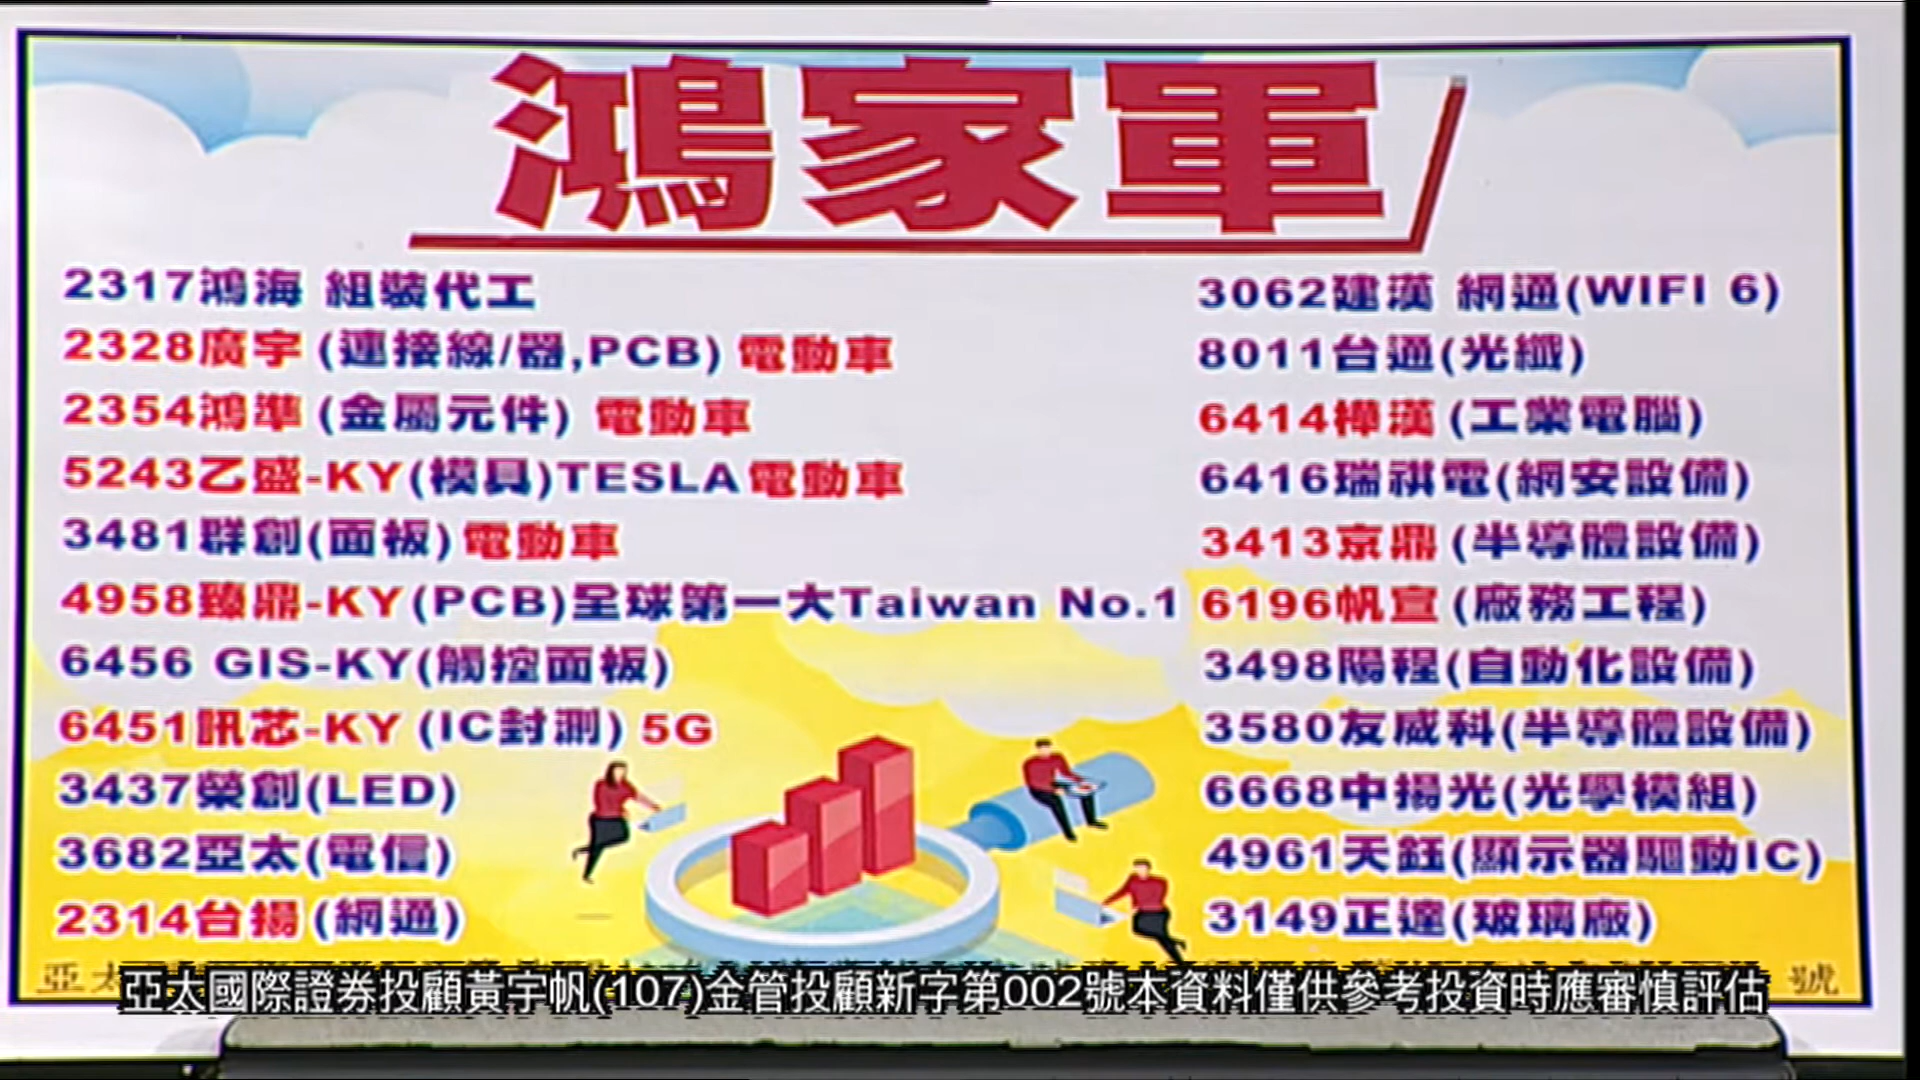 鴻家軍
2317鴻海 組裝代工
2328廣宇 (連接線/器,PCB) 電動車
2354鴻準 (金屬元件) 電動車
5243乙盛-KY(模具)TESLA電動車
3481群創(面板)電動車
4958臻鼎-KY(PCB)全球第一大Taiwan No.1
6456 GIS-KY(觸控面板)
6451訊芯-KY (IC封測) 5G
3437榮創(LED)
3682亞太(電信)
2314台揚 (網通)
3062建漢 網通(WIFI 6)
8011台通(光纖)
6414樺漢 (工業電腦)
6416瑞祺電(網安設備)
3413京鼎 (半導體設備)
6196帆宣 (廠務工程)
3498陽程(自動化設備)
3580友威科(半導體設備)
6668中揚光(光學模組)
4961天鈺(顯示器驅動IC)
3149正達(玻璃廠)
亞太 號
亞太國際證券投顧黃宇帆(107)金管投顧新字第002號本資料僅供參考投資時應審慎評估